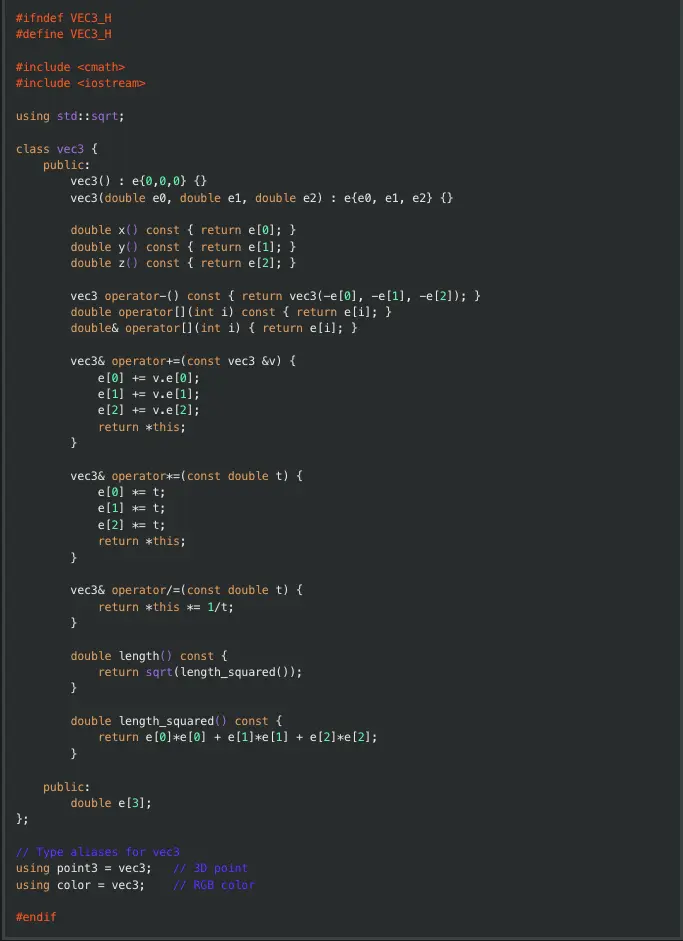 #ifndef VEC3_H
#define VEC3_H
#include <cmath>
#include <iostream>
using std::sqrt;
class vec3 {
public:
vec3() : e{0,0,0} {}
vec3(double e0, double e1, double e2) : e{e0, e1, e2} {}
double x() const { return e[0]; }
double y() const { return e[1]; }
double z() const { return e[2]; }
vec3 operator-() const { return vec3(-e[0], -e[1], -e[2]); }
double operator[](int i) const { return e[i]; }
double& operator[](int i) { return e[i]; }
vec3& operator+=(const vec3 &v) {
e[0] += v.e[0];
e[1] += v.e[1];
e[2] += v.e[2];
return *this;
}
vec3& operator*=(const double t) {
e[0] *= t;
e[1] *= t;
e[2] *= t;
return *this;
}
vec3& operator/=(const double t) {
return *this *= 1/t;
}
double length() const {
return sqrt(length_squared());
}
double length_squared() const {
return e[0]*e[0] + e[1]*e[1] + e[2]*e[2];
}
public:
double e[3];
};
// Type aliases for vec3
using point3 = vec3;   // 3D point
using color = vec3;    // RGB color
#endif